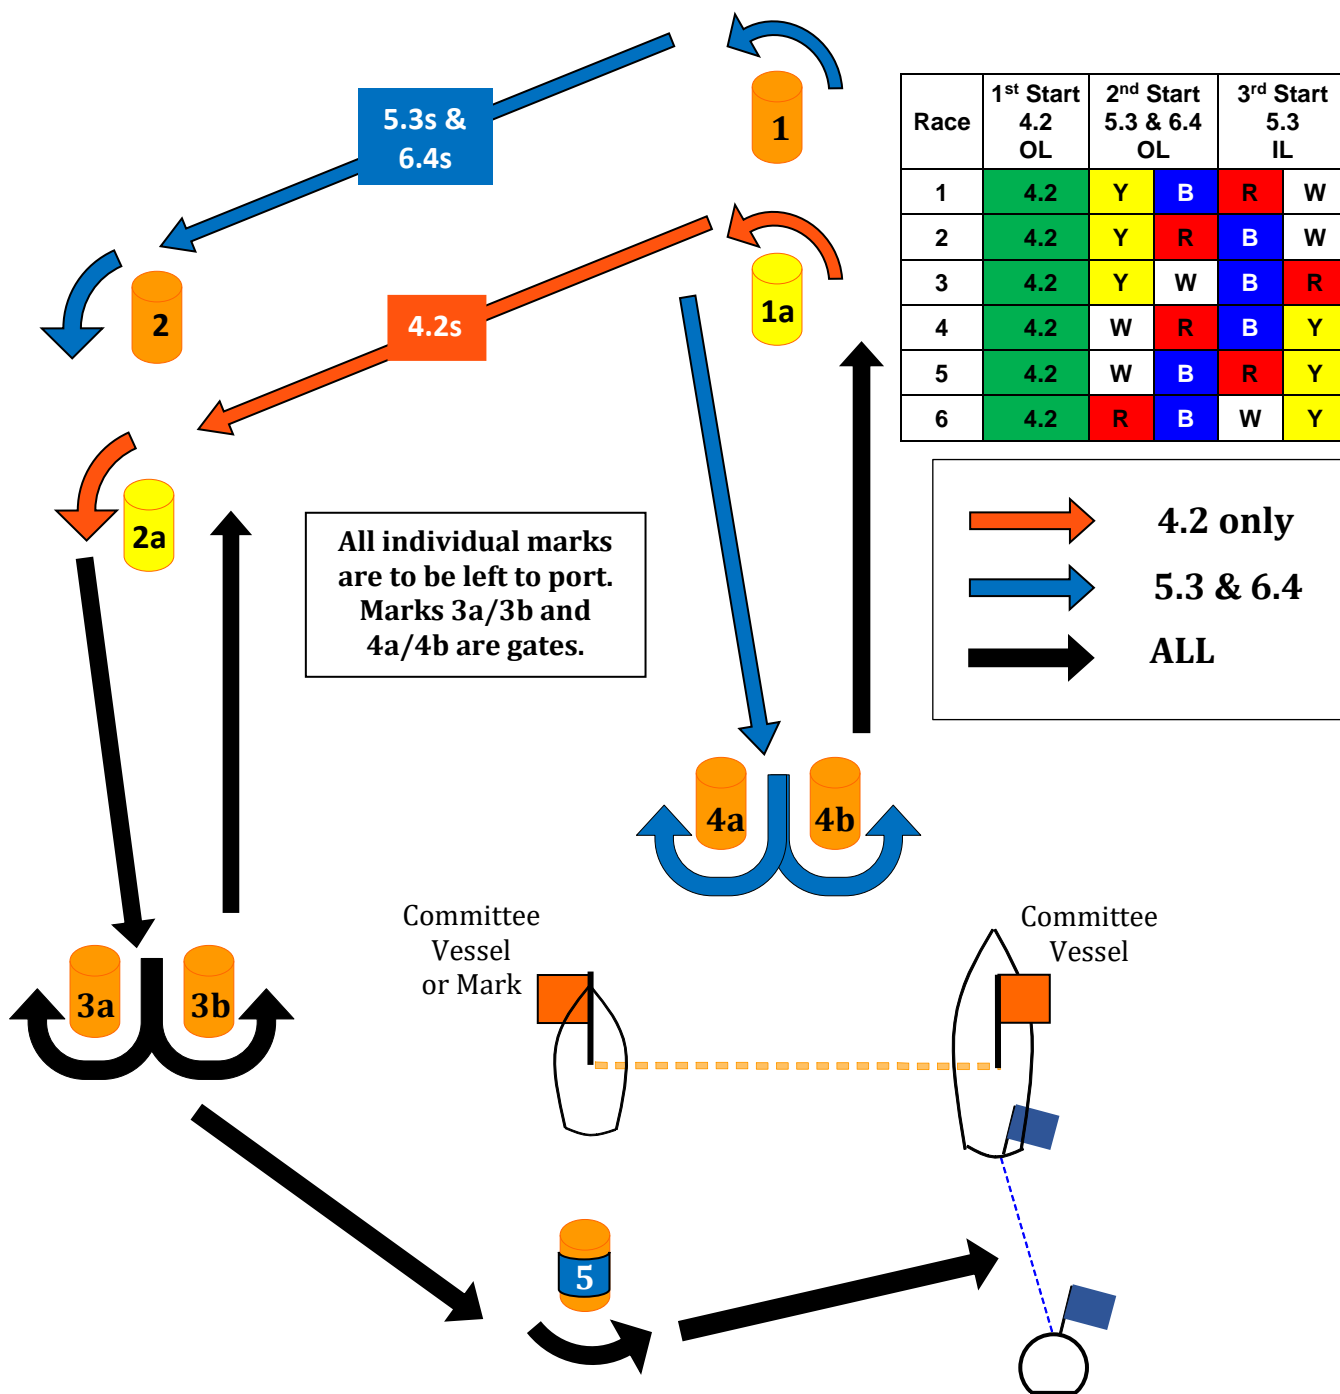 1
5.3s &
6.4s
2
1a
4.2s
2a
Race
1st Start
4.2
OL
2nd Start
5.3 & 6.4
OL
3rd Start
5.3
IL
1 4.2 Y B R W
2 4.2 Y R B W
3 4.2 Y W B R
4 4.2 W R B Y
5 4.2 W B R Y
6 4.2 R B W Y
4.2 only
5.3 & 6.4
ALL
All individual marks
are to be left to port.
Marks 3a/3b and
4a/4b are gates.
4a
4b
3a
3b
Committee
Vessel
or Mark
Committee
Vessel
5